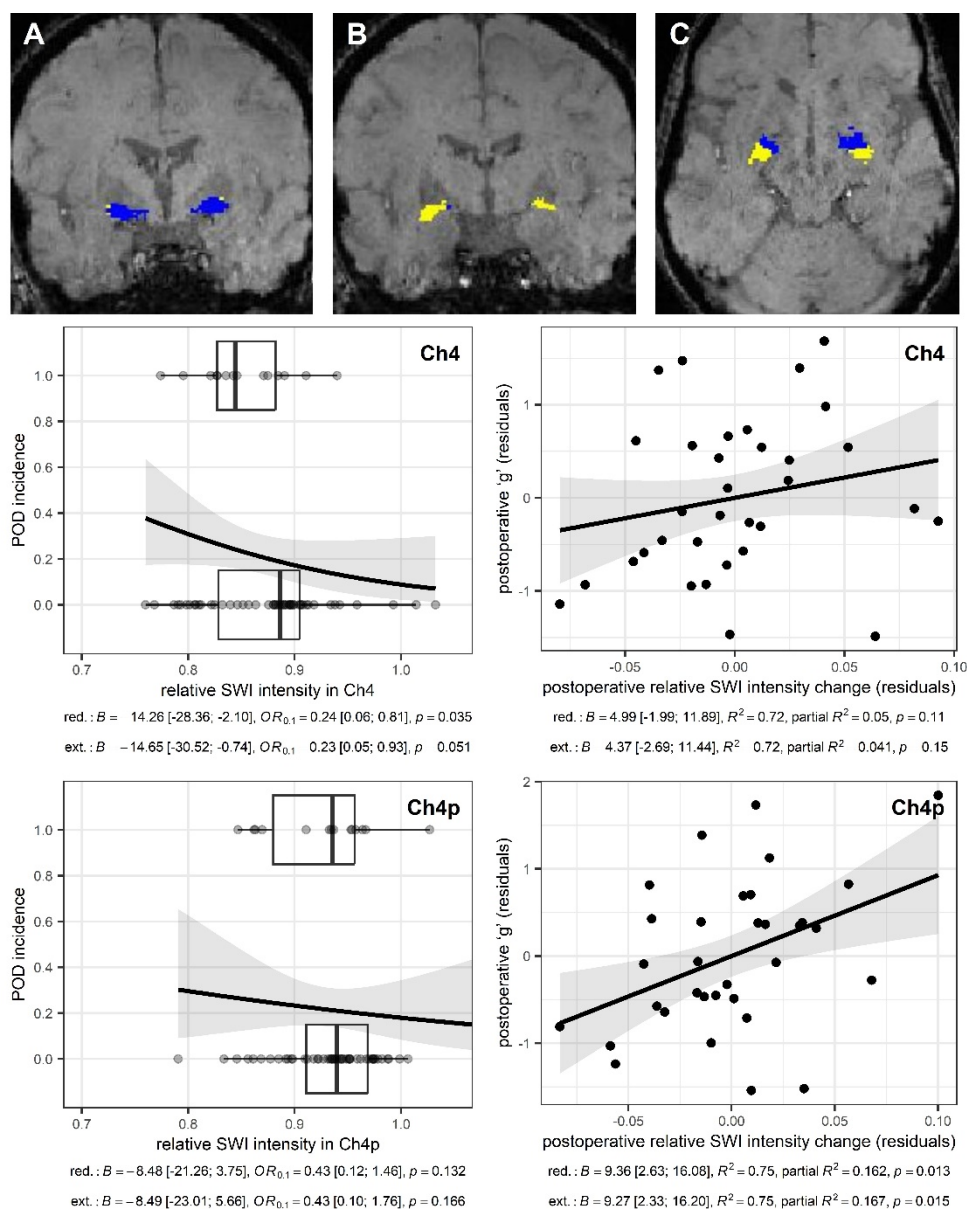 A B C
Ch4
POD incidence
1.0
0.8
0.6
0.4
0.2
0.0
0.7 0.8 0.9 1.0
relative SWI intensity in Ch4
red. : B = 14.26 [-28.36; -2.10], OR0.1 = 0.24 [0.06; 0.81], p = 0.035
ext. : B −14.65 [-30.52; -0.74], OR0.1 0.23 [0.05; 0.93], p 0.051
Ch4
postoperative 'g' (residuals)
1
0
-1
-0.05 0.00 0.05 0.10
postoperative relative SWI intensity change (residuals)
red. : B = 4.99 [-1.99; 11.89], R² = 0.72, partial R² = 0.05, p = 0.11
ext. : B 4.37 [-2.69; 11.44], R² 0.72, partial R² 0.041, p 0.15
Ch4p
POD incidence
1.0
0.8
0.6
0.4
0.2
0.0
0.7 0.8 0.9 1.0
relative SWI intensity in Ch4p
red. : B = −8.48 [-21.26; 3.75], OR0.1 = 0.43 [0.12; 1.46], p = 0.132
ext. : B = −8.49 [-23.01; 5.66], OR0.1 = 0.43 [0.10; 1.76], p = 0.166
Ch4p
postoperative 'g' (residuals)
2
1
0
-1
-0.05 0.00 0.05 0.10
postoperative relative SWI intensity change (residuals)
red. : B = 9.36 [2.63; 16.08], R² = 0.75, partial R² = 0.162, p = 0.013
ext. : B = 9.27 [2.33; 16.20], R² = 0.75, partial R² = 0.167, p = 0.015